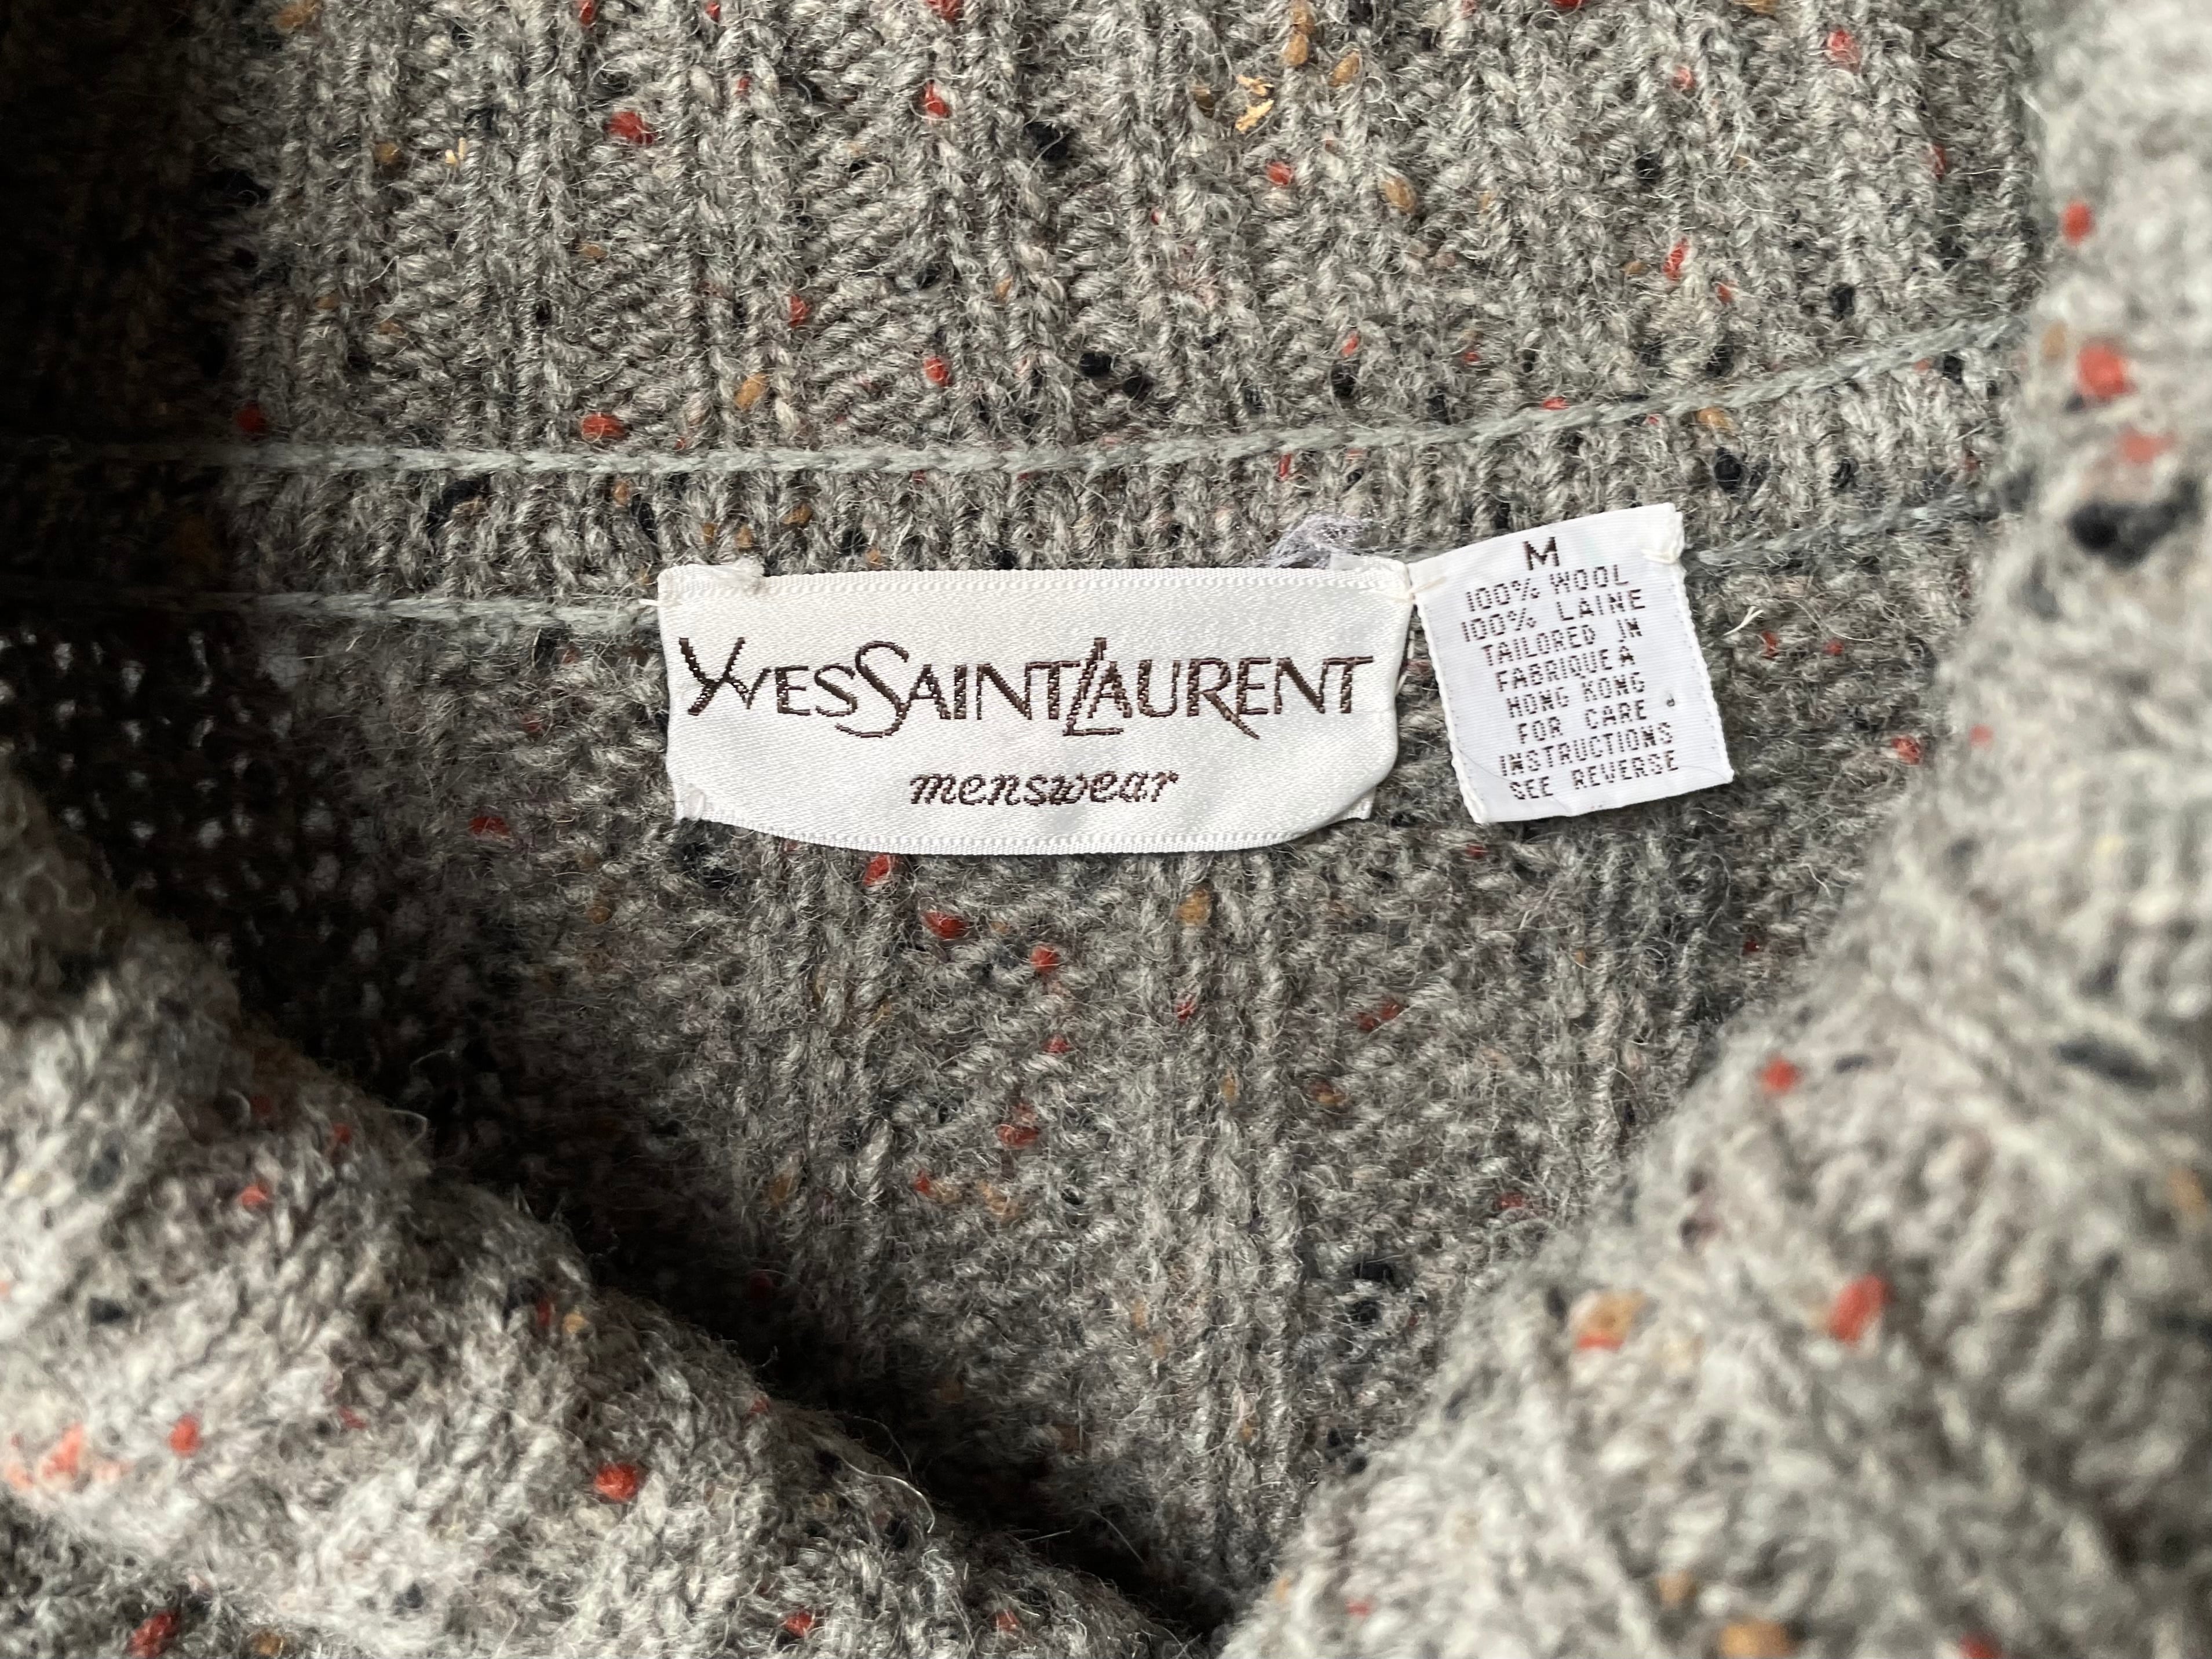 YVESSAINTLAURENT
menswear
M
100% WOOL
100% LAINE
TAILORED IN
FABRIQUE A
HONG KONG
FOR CARE
INSTRUCTIONS
SEE REVERSE